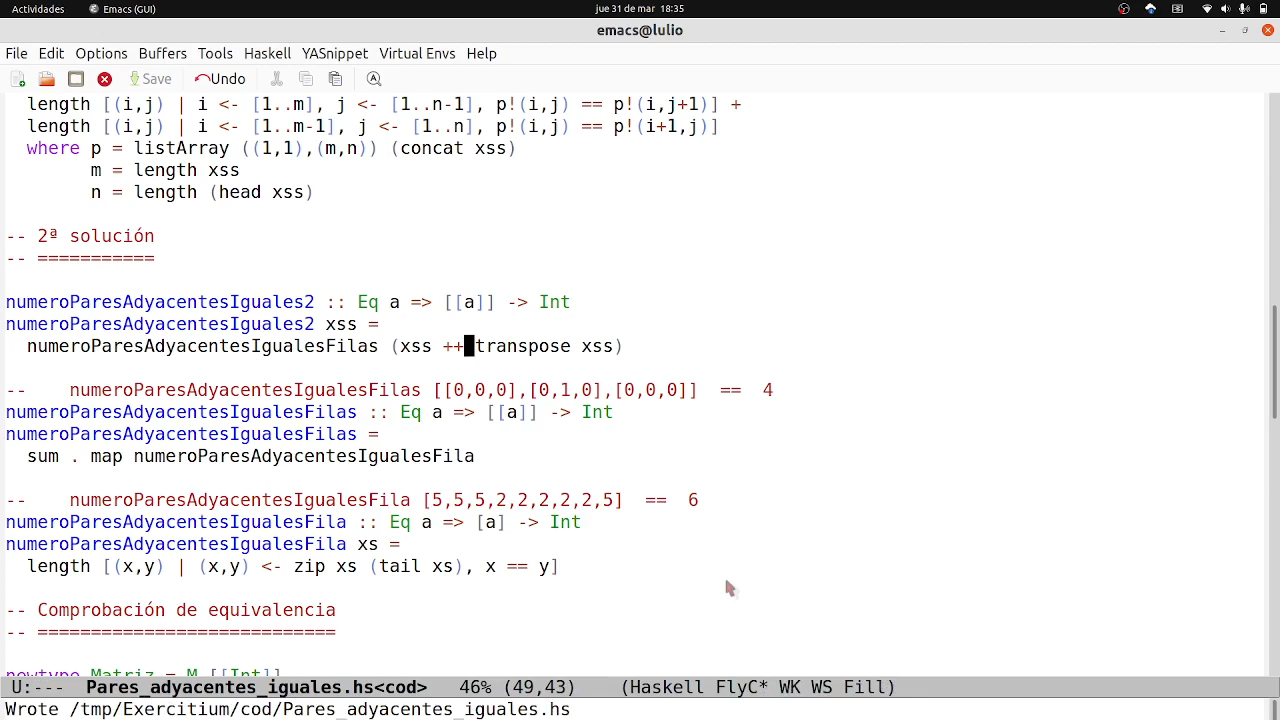 Actividades Emacs (GUI) jue 31 de mar 18:35
emacs@lulio
File Edit Options Buffers Tools Haskell YASnippet Virtual Envs Help
Save Undo
length [(i,j) | i <- [1..m], j <- [1..n-1], p!(i,j) == p!(i,j+1)] +
length [(i,j) | i <- [1..m-1], j <- [1..n], p!(i,j) == p!(i+1,j)]
where p = listArray ((1,1),(m,n)) (concat xss)
m = length xss
n = length (head xss)
-- 2ª solución
-- ===========
numeroParesAdyacentesIguales2 :: Eq a => [[a]] -> Int
numeroParesAdyacentesIguales2 xss =
numeroParesAdyacentesIgualesFilas (xss ++ transpose xss)
--    numeroParesAdyacentesIgualesFilas [[0,0,0],[0,1,0],[0,0,0]]  ==  4
numeroParesAdyacentesIgualesFilas :: Eq a => [[a]] -> Int
numeroParesAdyacentesIgualesFilas =
sum . map numeroParesAdyacentesIgualesFila
--    numeroParesAdyacentesIgualesFila [5,5,5,2,2,2,2,2,5]  ==  6
numeroParesAdyacentesIgualesFila :: Eq a => [a] -> Int
numeroParesAdyacentesIgualesFila xs =
length [(x,y) | (x,y) <- zip xs (tail xs), x == y]
-- Comprobación de equivalencia
-- ============================
newtype Matriz = M [[Int]]
U:--- Pares_adyacentes_iguales.hs<cod> 46% (49,43) (Haskell FlyC* WK WS Fill)
Wrote /tmp/Exercitium/cod/Pares_adyacentes_iguales.hs